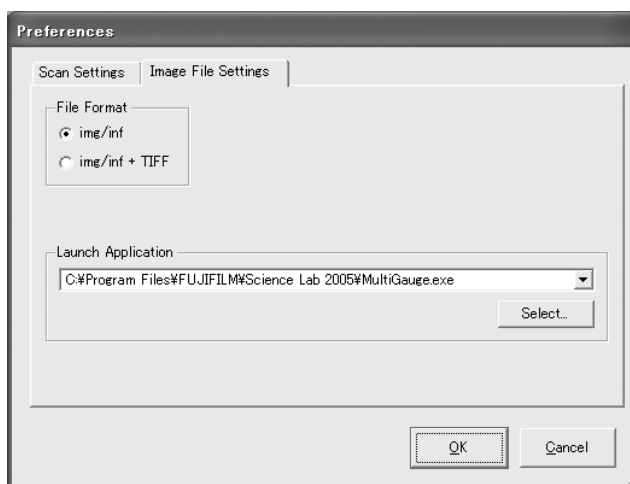 Preferences
Scan Settings
Image File Settings
File Format
img/inf
img/inf + TIFF
Launch Application
C:¥Program Files¥FUJIFILM¥Science Lab 2005¥MultiGauge.exe
Select...
OK
Cancel